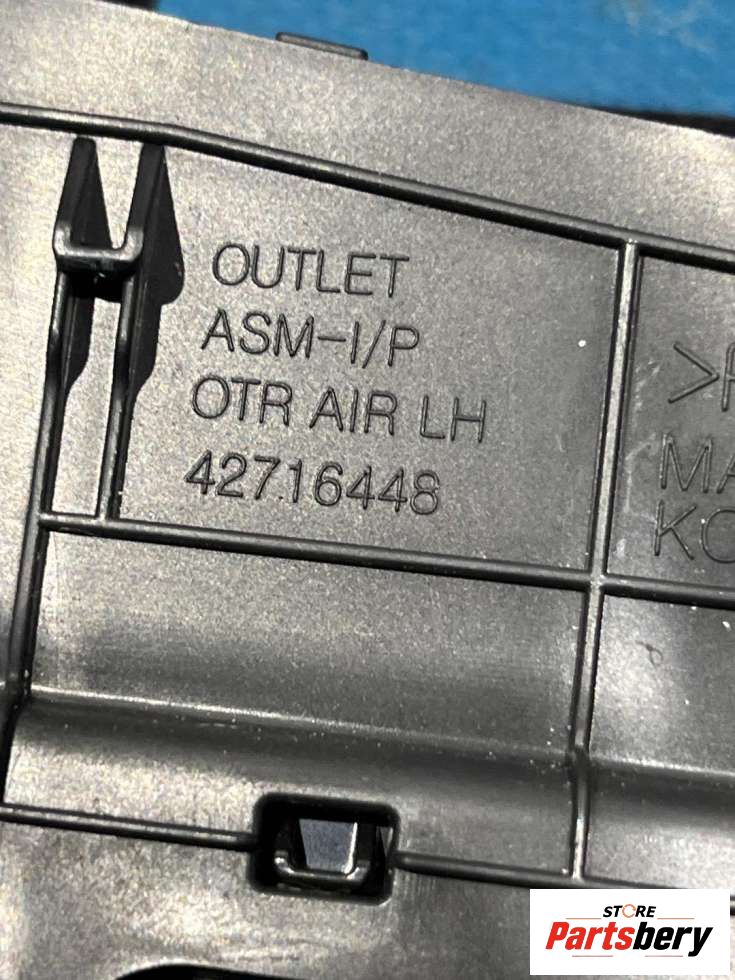 OUTLET
ASM-I/P
OTR AIR LH
42716448
STORE
Partsbery